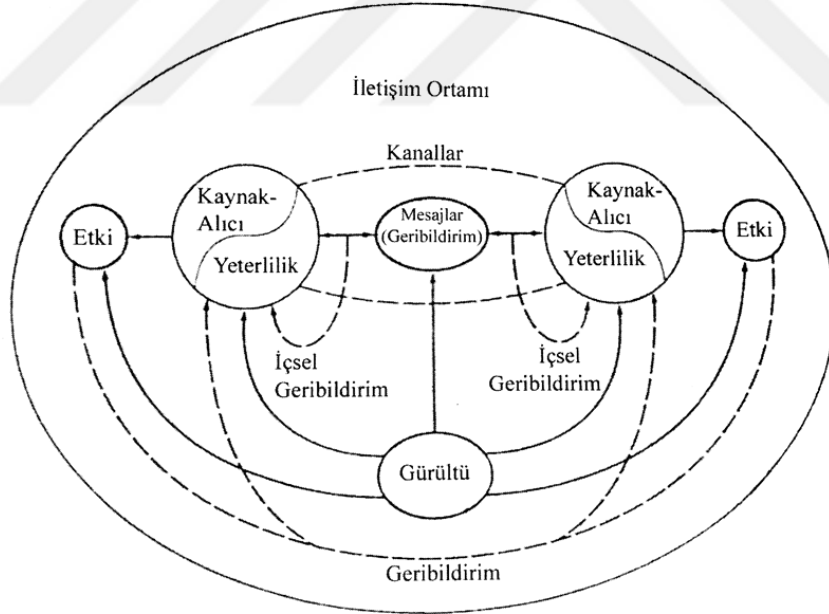 İletişim Ortamı
Kanallar
Kaynak-
Alıcı
Yeterlilik
Etki
Mesajlar
(Geribildirim)
Kaynak-
Alıcı
Yeterlilik
Etki
İçsel
Geribildirim
İçsel
Geribildirim
Gürültü
Geribildirim